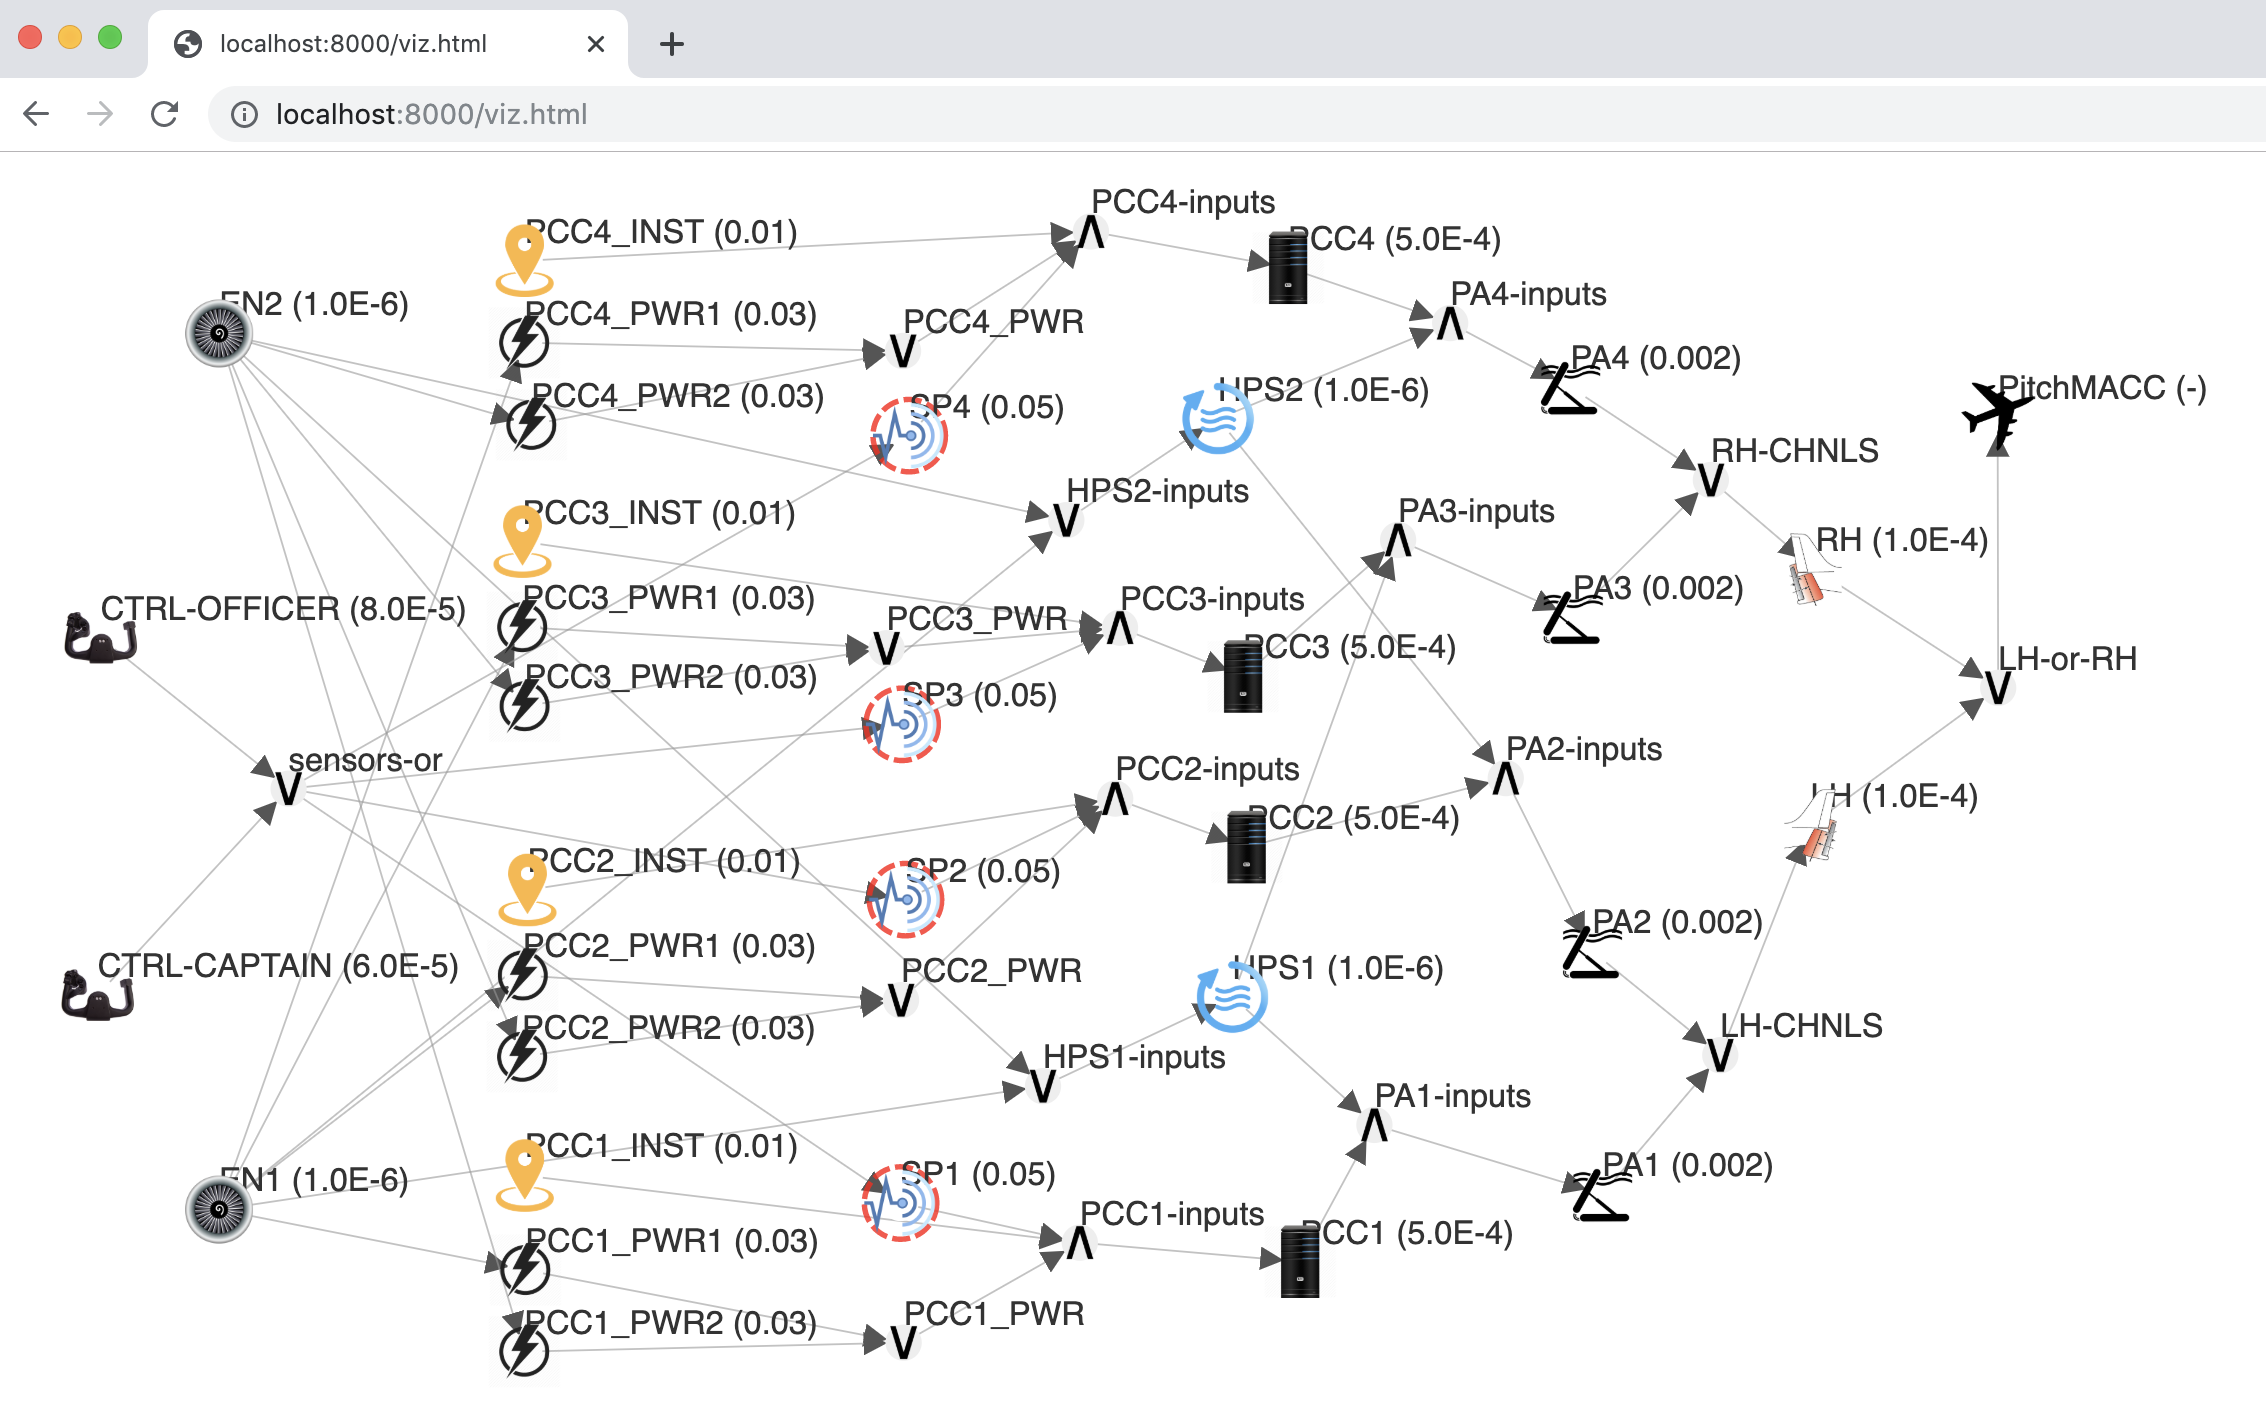 localhost:8000/viz.html
localhost:8000/viz.html
PCC4-inputs
PCC4_INST (0.01)
PCC4 (5.0E-4)
PA4-inputs
EN2 (1.0E-6)
PCC4_PWR1 (0.03)
PCC4_PWR
PA4 (0.002)
PitchMACC (-)
HPS2 (1.0E-6)
PCC4_PWR2 (0.03)
SP4 (0.05)
RH-CHNLS
HPS2-inputs
PCC3_INST (0.01)
PA3-inputs
RH (1.0E-4)
PA3 (0.002)
PCC3_PWR1 (0.03)
PCC3-inputs
CTRL-OFFICER (8.0E-5)
PCC3_PWR
PCC3 (5.0E-4)
LH-or-RH
PCC3_PWR2 (0.03)
SP3 (0.05)
PA2-inputs
sensors-or
PCC2-inputs
LH (1.0E-4)
PCC2 (5.0E-4)
PCC2_INST (0.01)
SP2 (0.05)
PA2 (0.002)
PCC2_PWR1 (0.03)
CTRL-CAPTAIN (6.0E-5)
HPS1 (1.0E-6)
PCC2_PWR
LH-CHNLS
PCC2_PWR2 (0.03)
HPS1-inputs
PA1-inputs
PCC1_INST (0.01)
PA1 (0.002)
SP1 (0.05)
EN1 (1.0E-6)
PCC1-inputs
PCC1 (5.0E-4)
PCC1_PWR1 (0.03)
PCC1_PWR
PCC1_PWR2 (0.03)